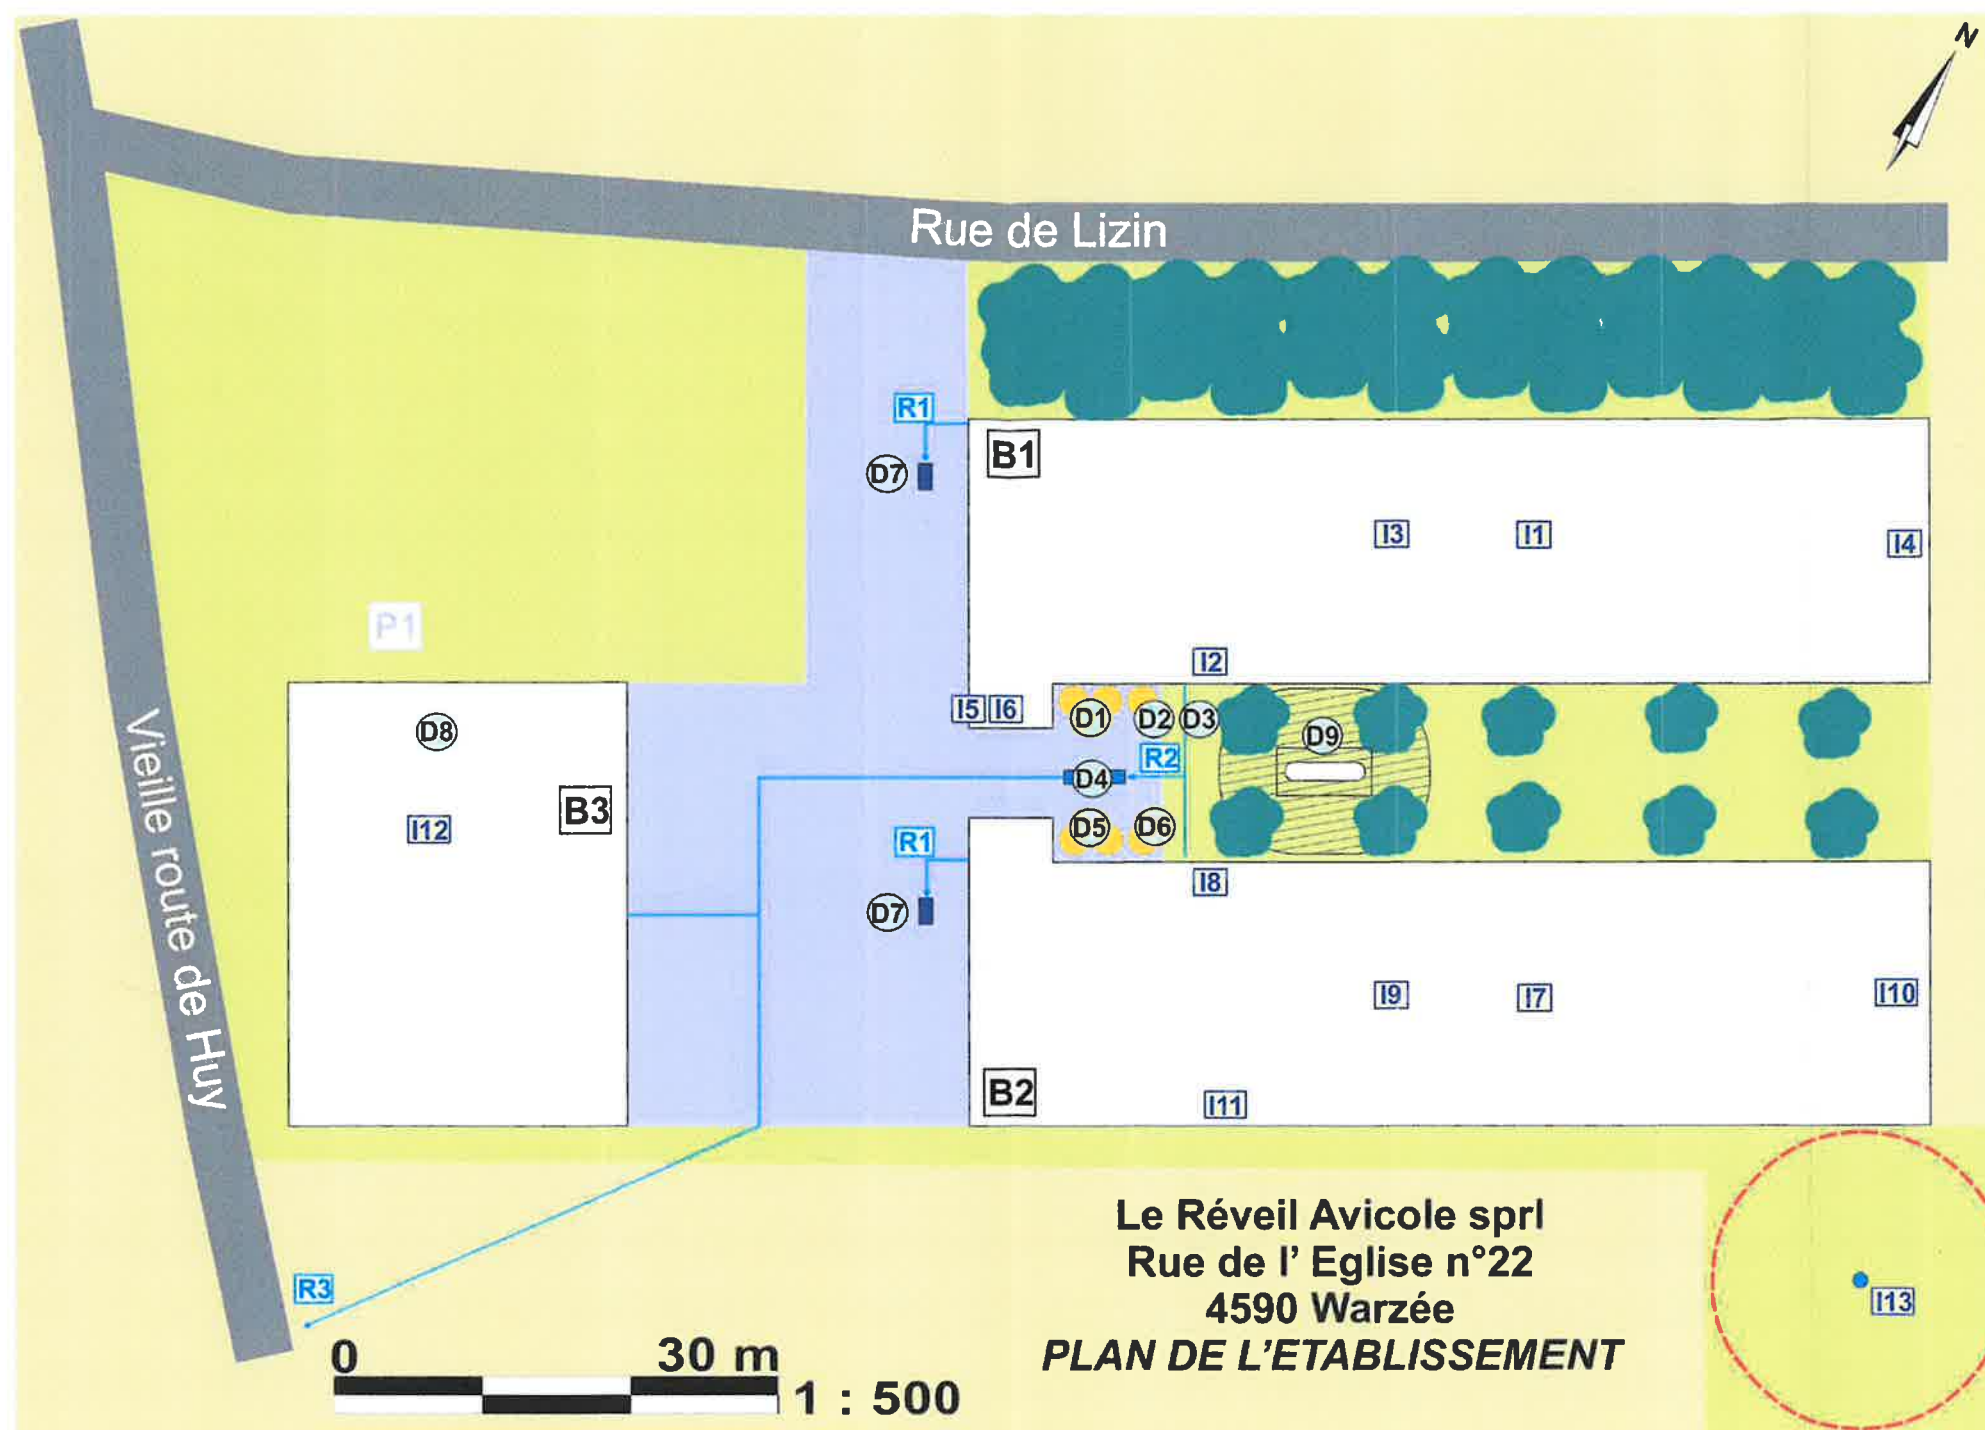 N
Rue de Lizin
R1
B1
D7
I3
I1
I4
P1
I2
I5
I6
D1
D2
D3
D8
D9
R2
D4
B3
I12
D5
D6
R1
I8
D7
I9
I7
I10
Vieille route de Huy
B2
I11
Le Réveil Avicole sprl
Rue de l' Eglise n°22
4590 Warzée
PLAN DE L'ETABLISSEMENT
R3
I13
0
30 m
1 : 500